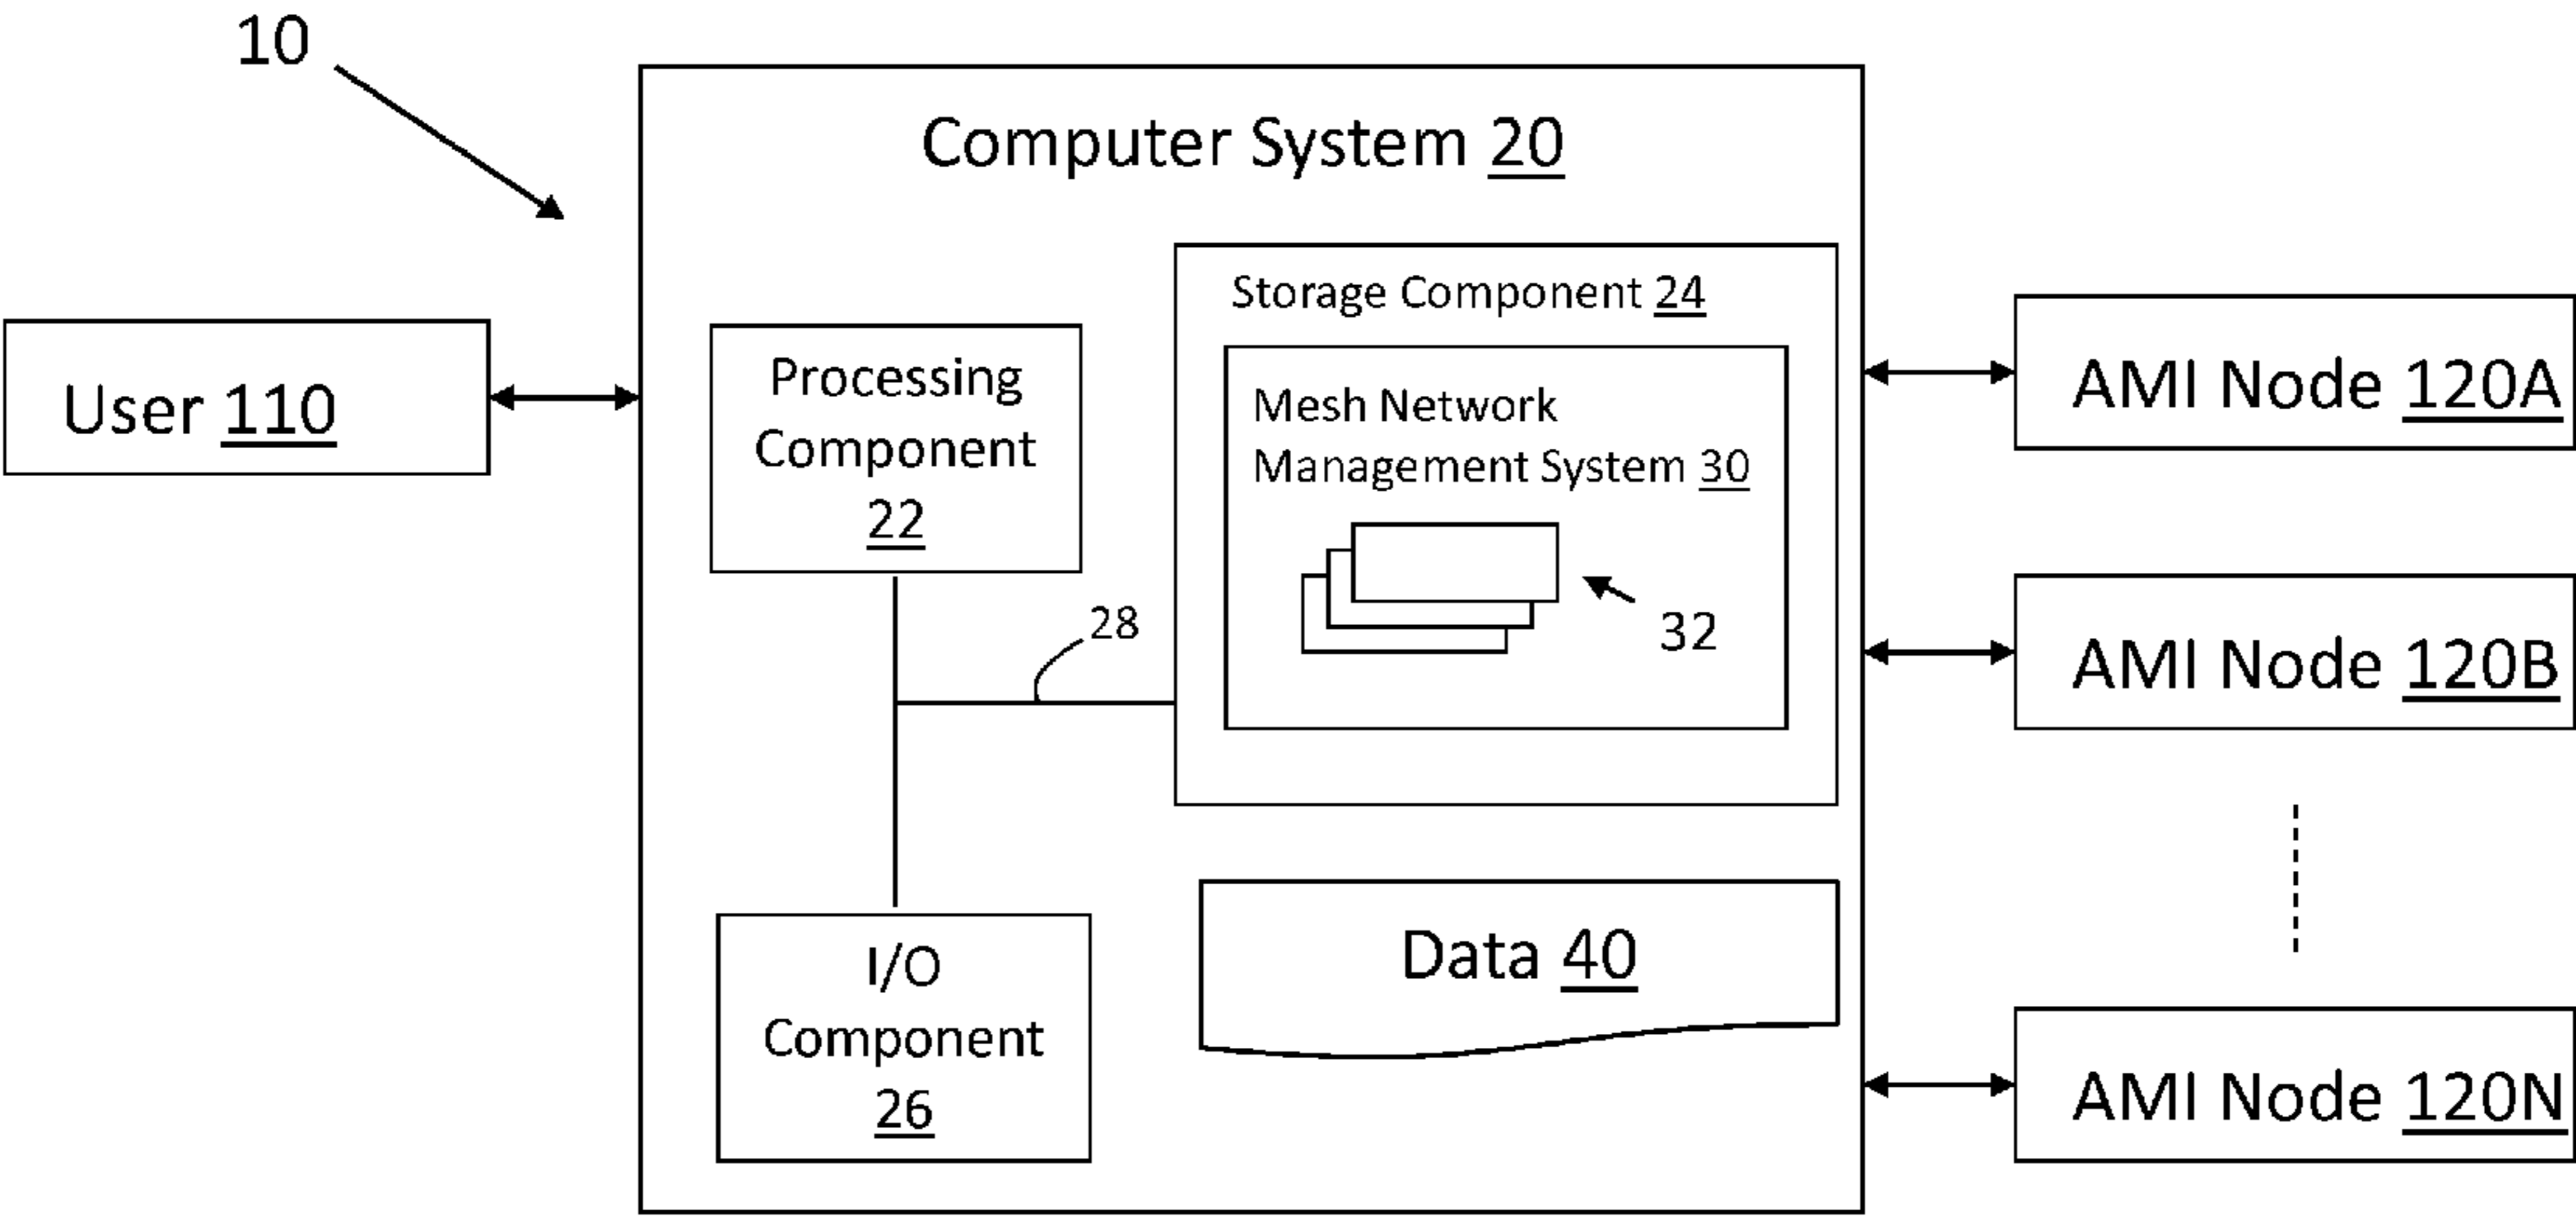 10
Computer System 20
Storage Component 24
User 110
Processing
Component
22
Mesh Network
Management System 30
32
28
I/O
Component
26
Data 40
AMI Node 120A
AMI Node 120B
AMI Node 120N